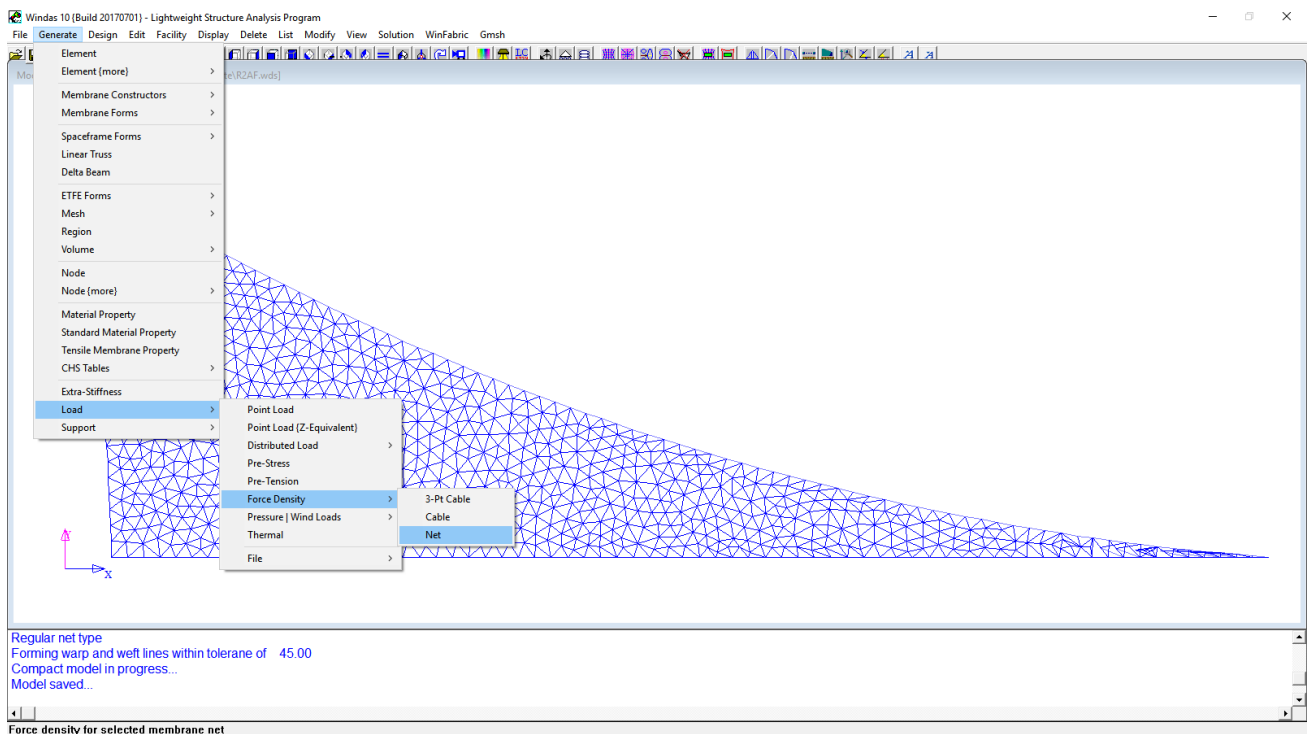 Windas 10 {Build 20170701} - Lightweight Structure Analysis Program
File Generate Design Edit Facility Display Delete List Modify View Solution WinFabric Gmsh
e\R2AF.wds]
Element
Element {more}
Membrane Constructors
Membrane Forms
Spaceframe Forms
Linear Truss
Delta Beam
ETFE Forms
Mesh
Region
Volume
Node
Node {more}
Material Property
Standard Material Property
Tensile Membrane Property
CHS Tables
Extra-Stiffness
Load
Support
Point Load
Point Load {Z-Equivalent}
Distributed Load
Pre-Stress
Pre-Tension
Force Density
Pressure | Wind Loads
Thermal
File
3-Pt Cable
Cable
Net
Y
X
Regular net type
Forming warp and weft lines within tolerane of 45.00
Compact model in progress...
Model saved...
Force density for selected membrane net